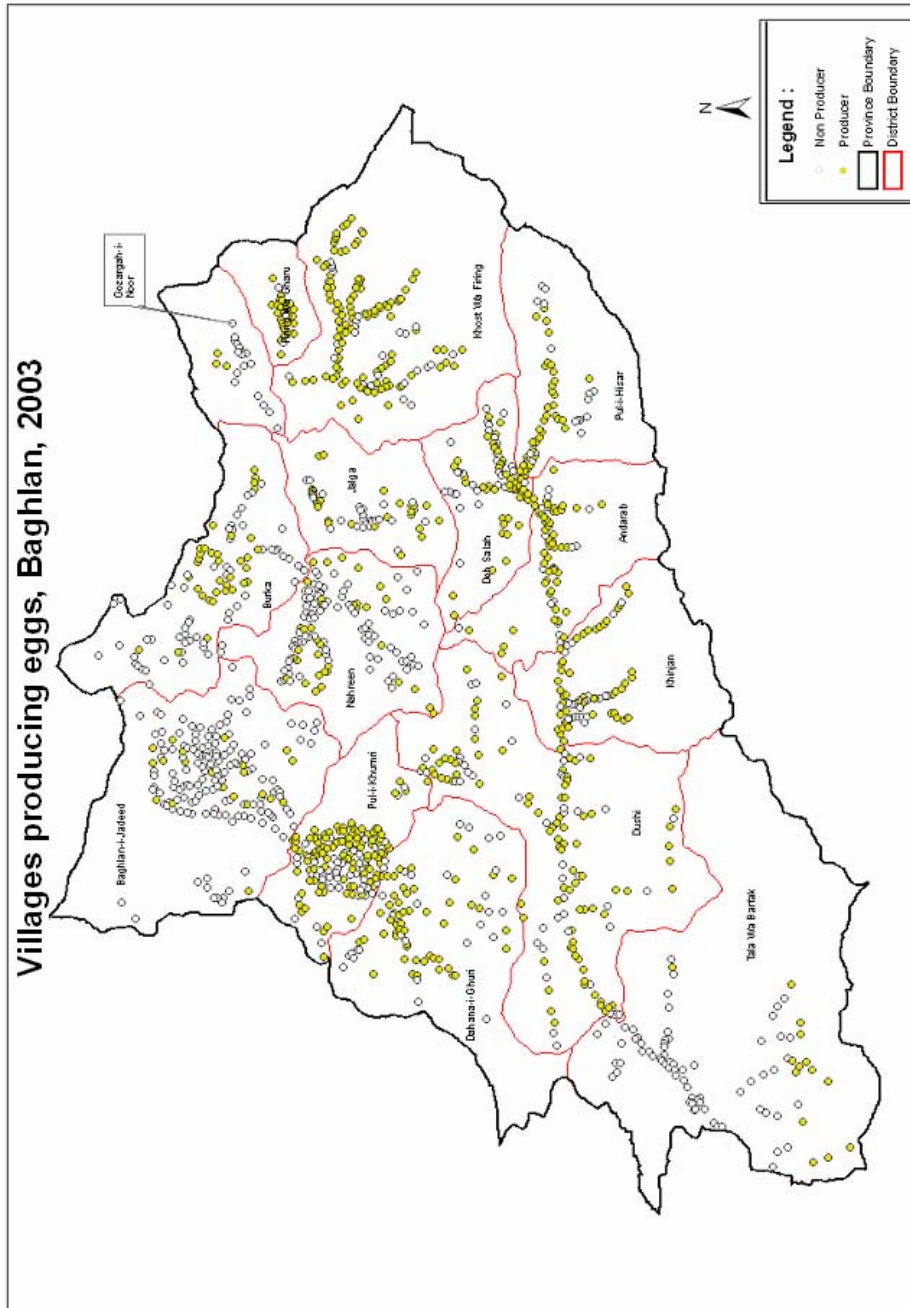 Villages producing eggs, Baghlan, 2003
Gozargah-i-
Noor
Gharu
Khost Wa Firing
Burka
Jalga
Baghlan-i-Jadeed
Nahreen
Deh Salah
Pul-i-Hisar
Pul-i-Khumri
Andarab
Khinjan
Dahana-i-Ghuri
Dushi
Tala Wa Barfak
N
Legend :
Non Producer
Producer
Province Boundary
District Boundary